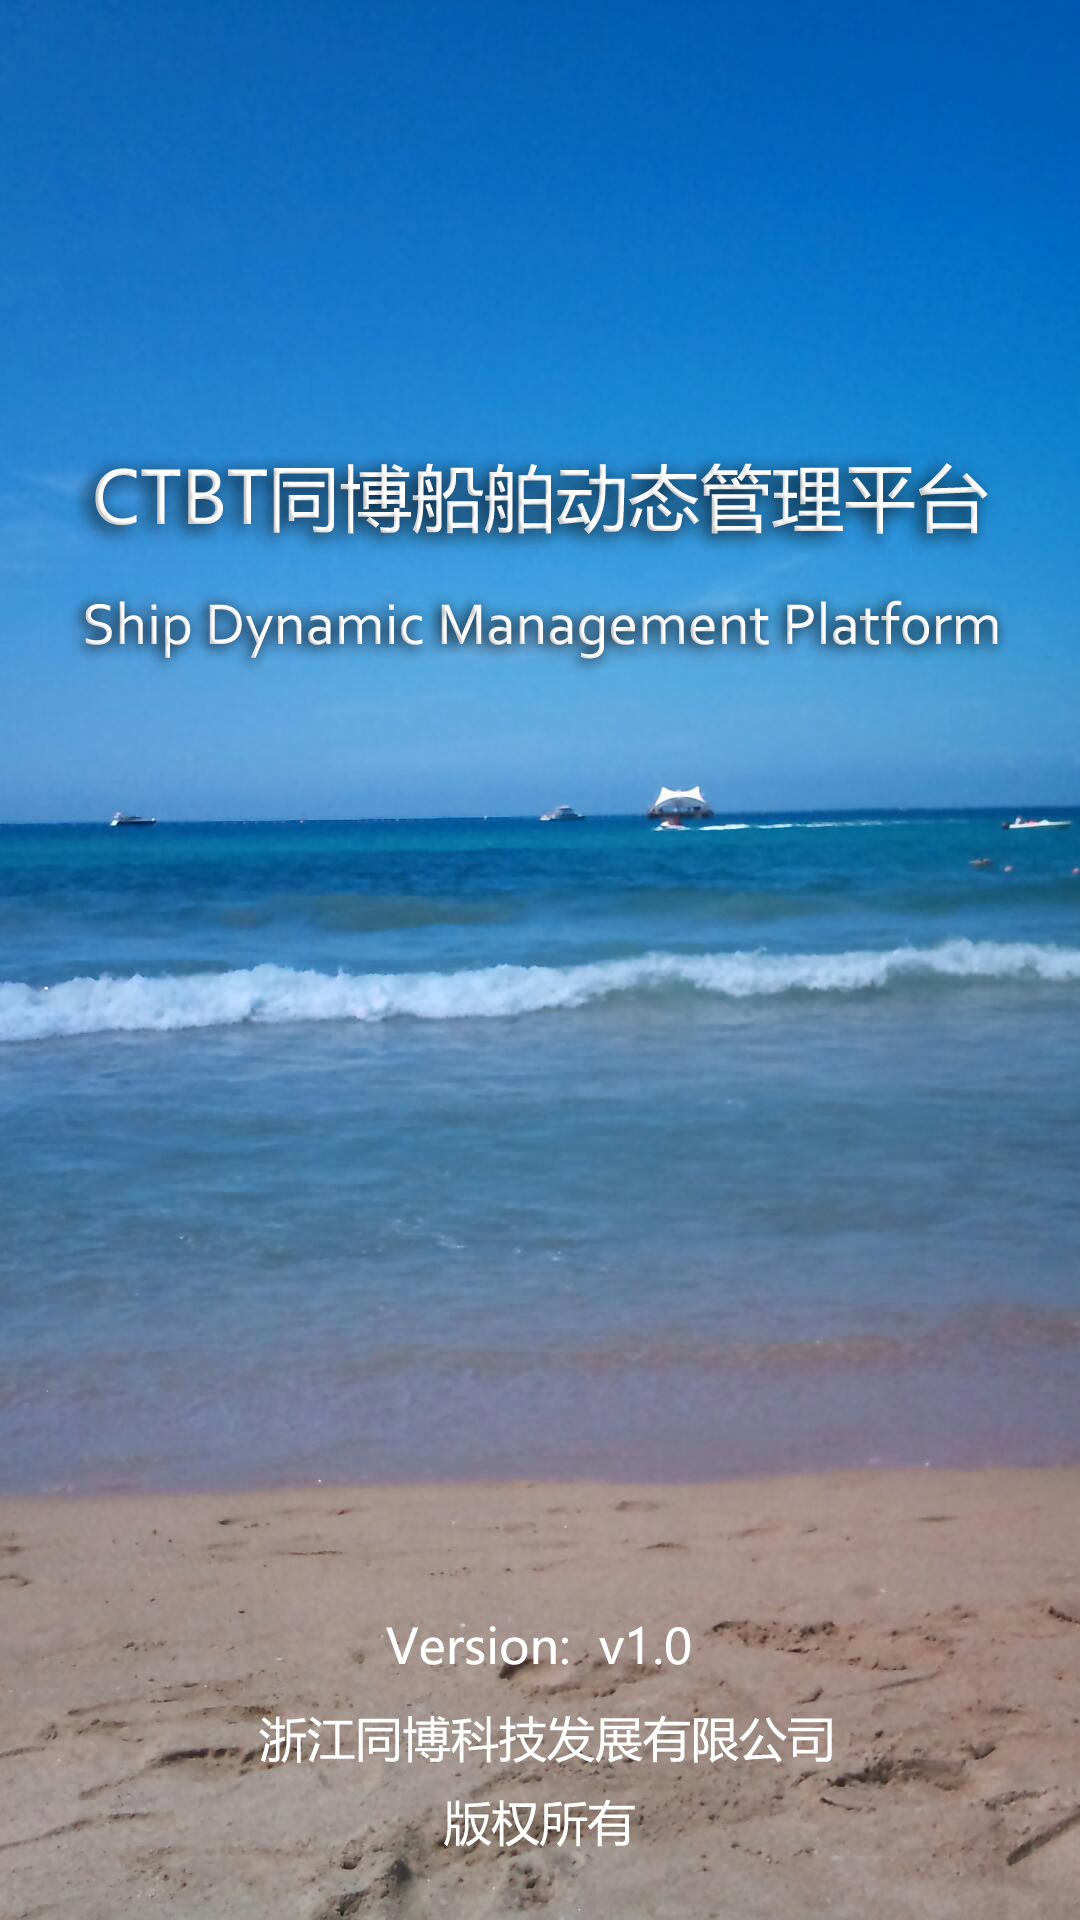 CTBT同博船舶动态管理平台
Ship Dynamic Management Platform
Version: v1.0
浙江同博科技发展有限公司
版权所有